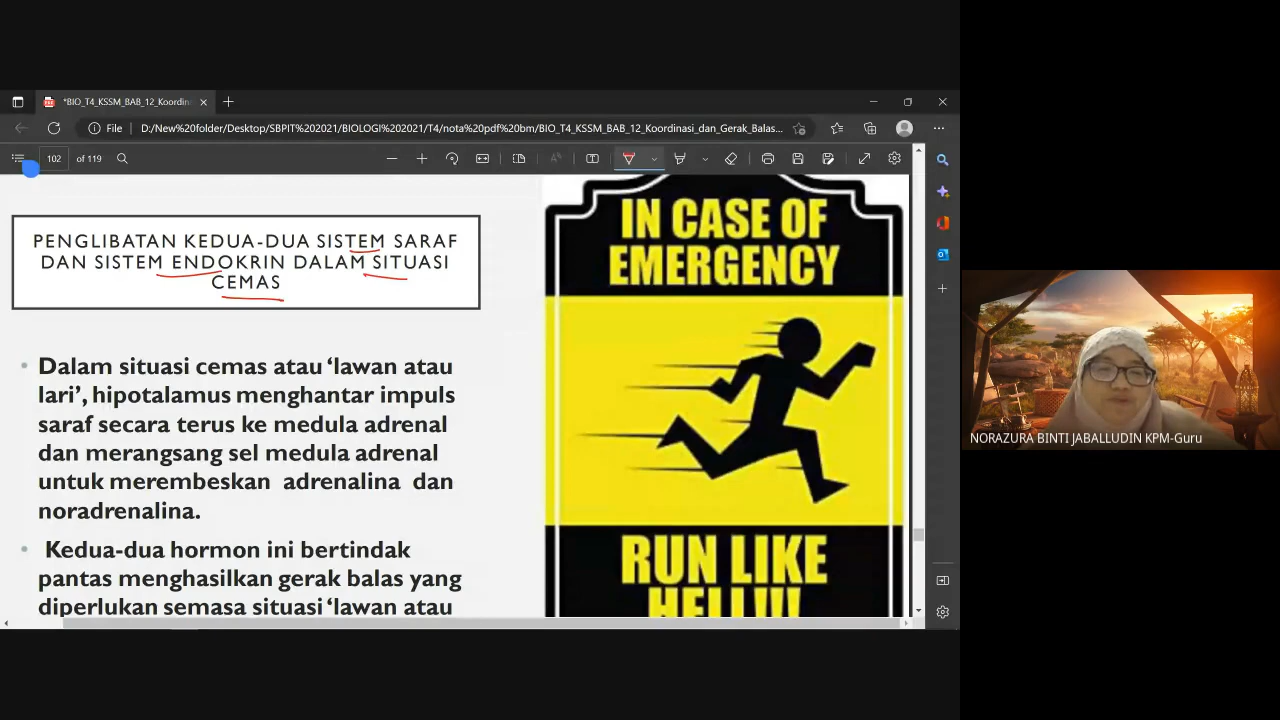 *BIO_T4_KSSM_BAB_12_Koordin
File
D:/New%20folder/Desktop/SBPIT%202021/BIOLOGI%202021/T4/nota%20pdf%20bm/BIO_T4_KSSM_BAB_12_Koordinasi_dan_Gerak_Balas...
102 of 119
PENGLIBATAN KEDUA-DUA SISTEM SARAF
DAN SISTEM ENDOKRIN DALAM SITUASI
CEMAS
Dalam situasi cemas atau ‘lawan atau
lari’, hipotalamus menghantar impuls
saraf secara terus ke medula adrenal
dan merangsang sel medula adrenal
untuk merembeskan adrenalina dan
noradrenalina.
Kedua-dua hormon ini bertindak
pantas menghasilkan gerak balas yang
diperlukan semasa situasi ‘lawan atau
IN CASE OF
EMERGENCY
RUN LIKE
HELL!!!
NORAZURA BINTI JABALLUDIN KPM-Guru